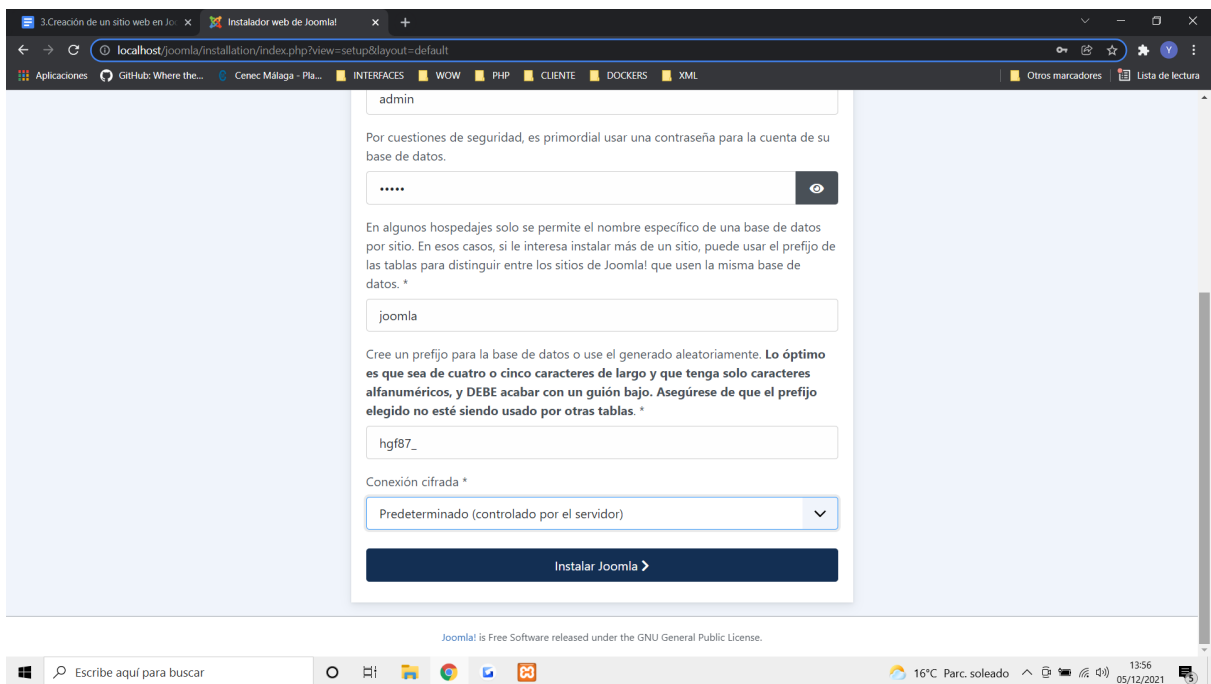 3.Creación de un sitio web en Joo
Instalador web de Joomla!
localhost/joomla/installation/index.php?view=setup&layout=default
Y
Aplicaciones
GitHub: Where the...
Cenec Málaga - Pla...
INTERFACES
WOW
PHP
CLIENTE
DOCKERS
XML
Otros marcadores
Lista de lectura
admin
Por cuestiones de seguridad, es primordial usar una contraseña para la cuenta de su
base de datos.
•••••
En algunos hospedajes solo se permite el nombre específico de una base de datos
por sitio. En esos casos, si le interesa instalar más de un sitio, puede usar el prefijo de
las tablas para distinguir entre los sitios de Joomla! que usen la misma base de
datos. *
joomla
Cree un prefijo para la base de datos o use el generado aleatoriamente. Lo óptimo
es que sea de cuatro o cinco caracteres de largo y que tenga solo caracteres
alfanuméricos, y DEBE acabar con un guión bajo. Asegúrese de que el prefijo
elegido no esté siendo usado por otras tablas. *
hgf87_
Conexión cifrada *
Predeterminado (controlado por el servidor)
Instalar Joomla
Joomla! is Free Software released under the GNU General Public License.
Escribe aquí para buscar
16°C Parc. soleado
13:56
05/12/2021
5